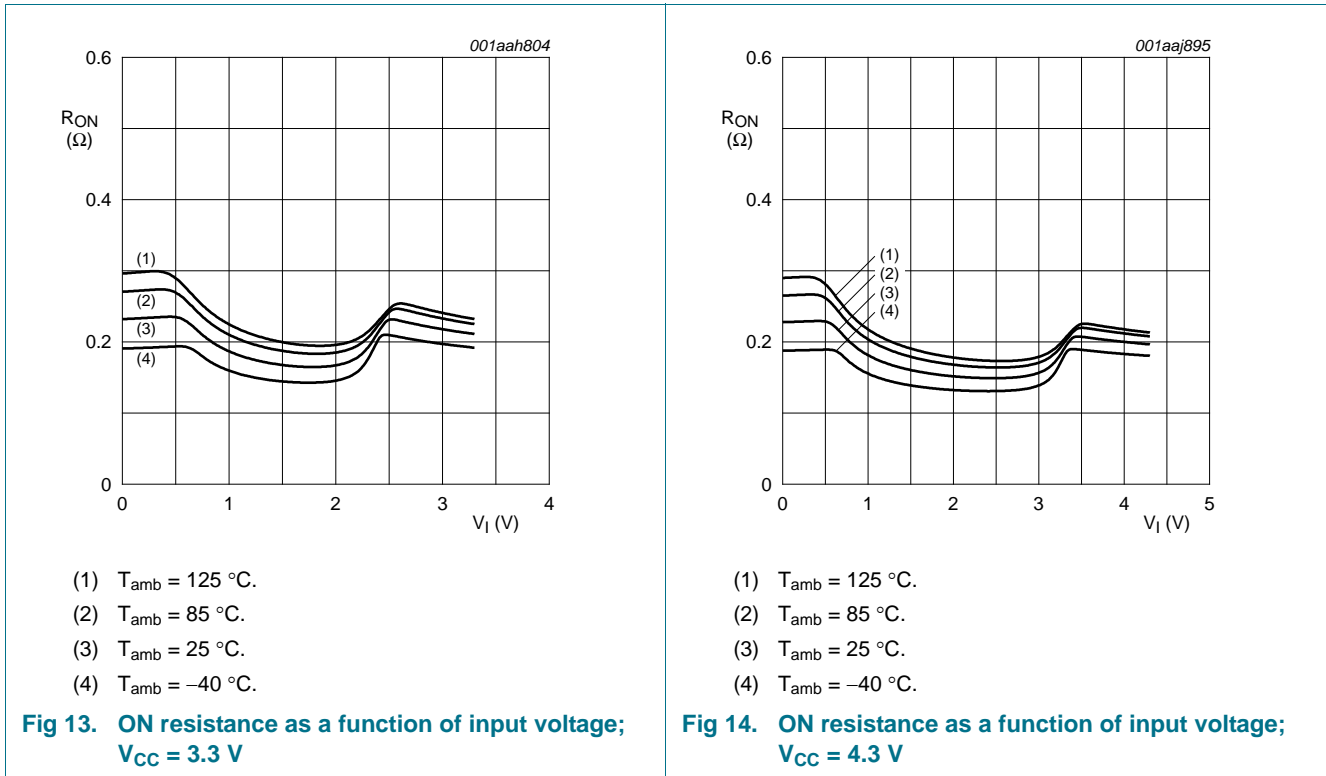 001aah804
0.6
RON
(Ω)
0.4
(1)
(2)
(3)
0.2
(4)
0
0 1 2 3 4
VI (V)
(1) Tamb = 125 °C.
(2) Tamb = 85 °C.
(3) Tamb = 25 °C.
(4) Tamb = −40 °C.
Fig 13. ON resistance as a function of input voltage;
VCC = 3.3 V
001aaj895
0.6
RON
(Ω)
0.4
(1)
(2)
(3)
(4)
0.2
0
0 1 2 3 4 5
VI (V)
(1) Tamb = 125 °C.
(2) Tamb = 85 °C.
(3) Tamb = 25 °C.
(4) Tamb = −40 °C.
Fig 14. ON resistance as a function of input voltage;
VCC = 4.3 V